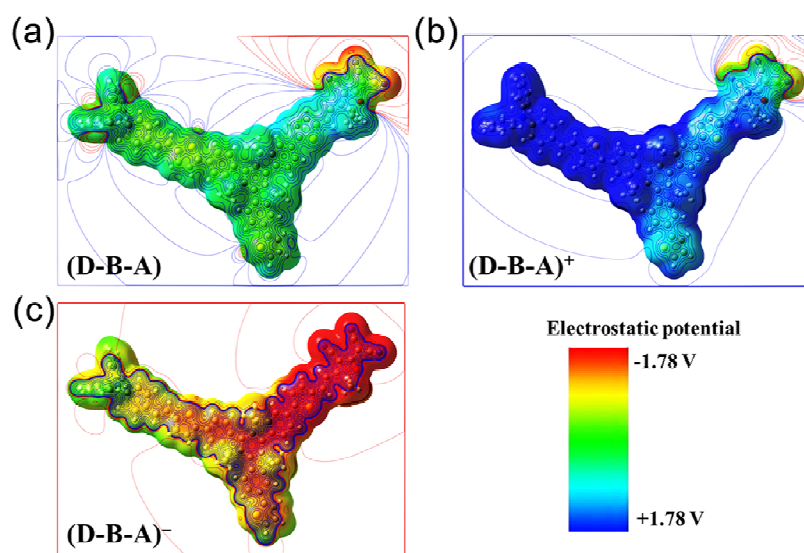 (a)
(D-B-A)
(b)
(D-B-A)⁺
(c)
(D-B-A)⁻
Electrostatic potential
-1.78 V
+1.78 V